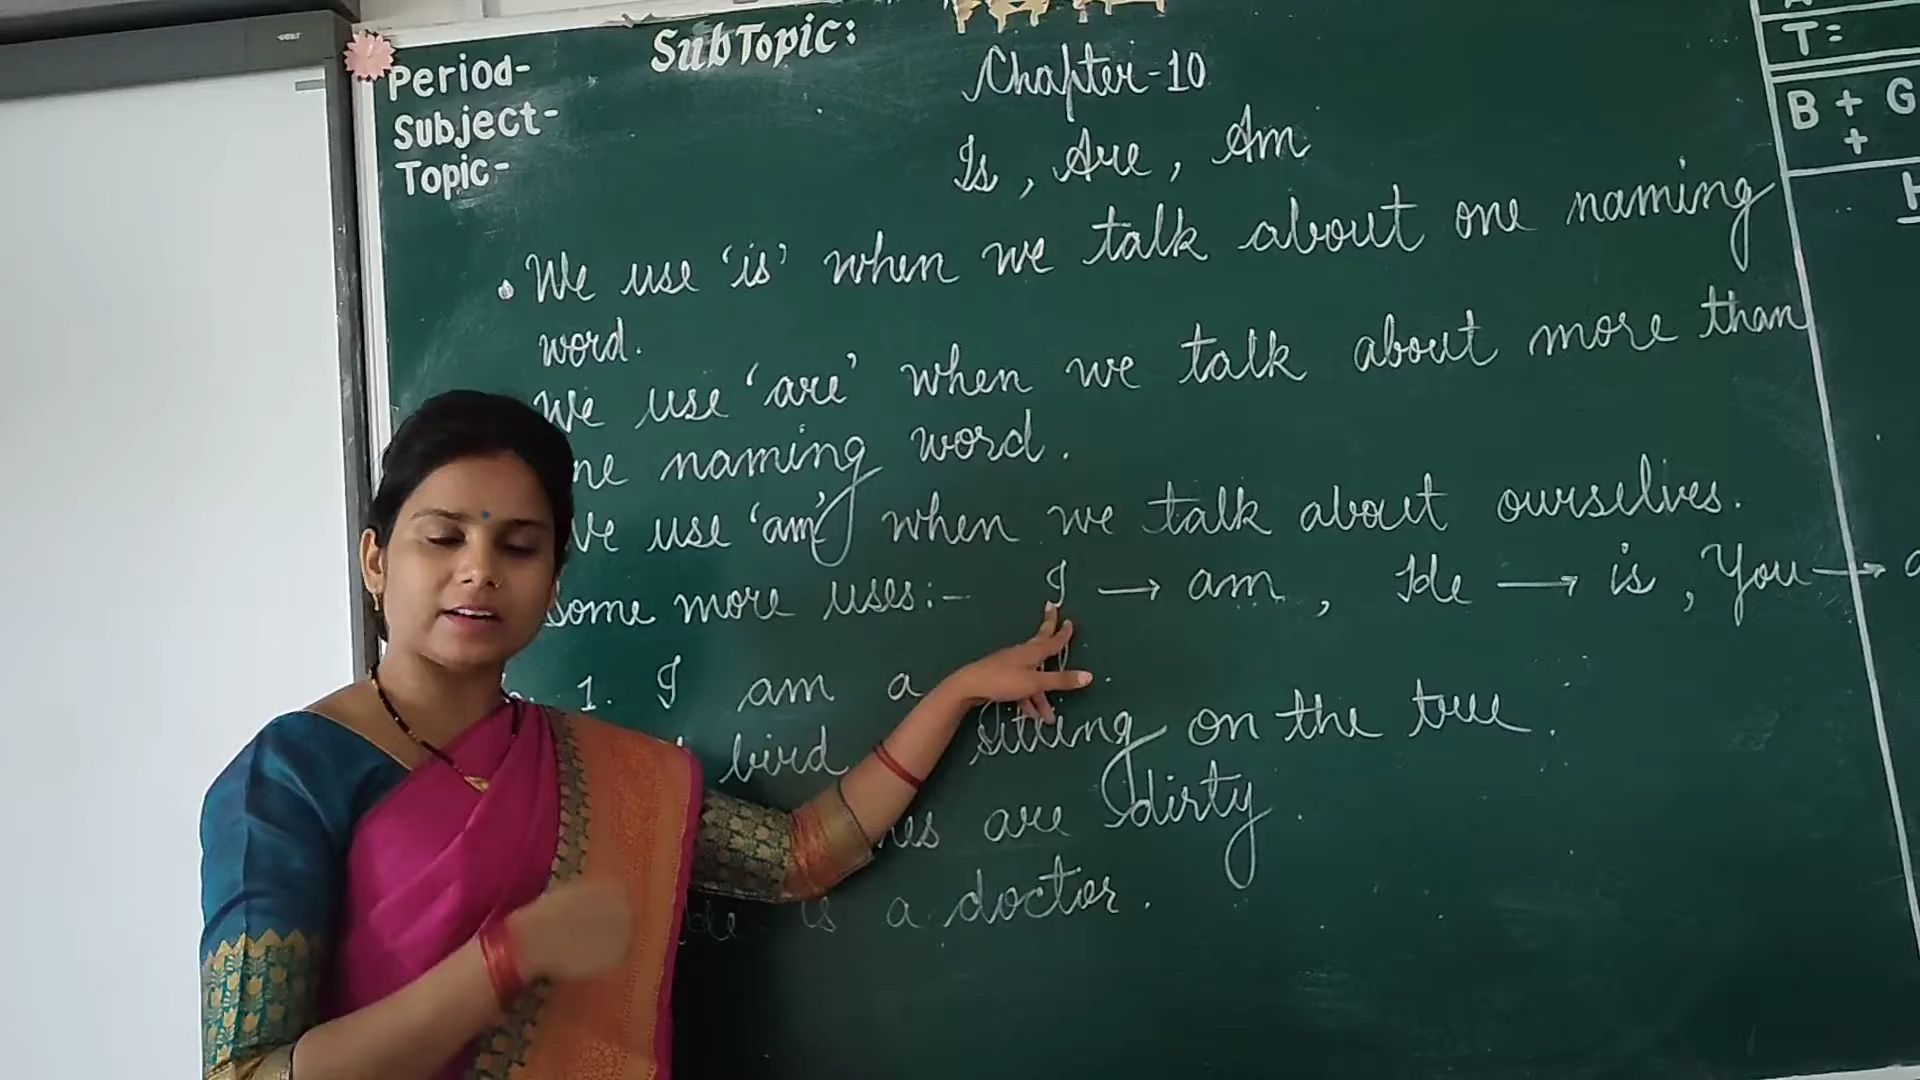 Period-
Subject-
Topic-
SubTopic:
Chapter-10
Is, Are, Am
• We use 'is' when we talk about one naming
word.
We use 'are' when we talk about more than
naming word.
use 'am' when we talk about ourselves.
some more uses:- I → am, He → is, You →
1. I am a
bird sitting on the tree.
are dirty.
is a doctor.
T=
B + G
+